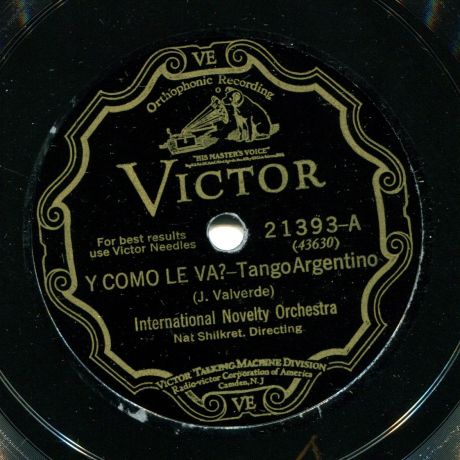 VE
Orthophonic Recording
"HIS MASTER'S VOICE"
VICTOR
For best results
use Victor Needles
21393-A
(43630)
Y COMO LE VA?-Tango Argentino
(J. Valverde)
International Novelty Orchestra
Nat Shilkret, Directing.
VICTOR TALKING MACHINE DIVISION
Radio-Victor Corporation of America
Camden, N.J
VE